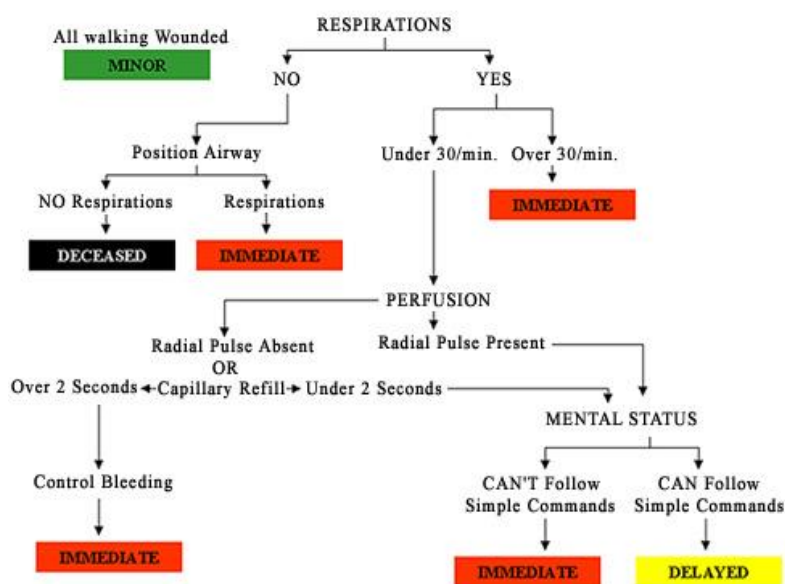 RESPIRATIONS
All walking Wounded
MINOR
NO
YES
Position Airway
Under 30/min.
Over 30/min.
NO Respirations
Respirations
IMMEDIATE
DECEASED
IMMEDIATE
PERFUSION
Radial Pulse Absent
Radial Pulse Present
OR
Over 2 Seconds
Capillary Refill
Under 2 Seconds
MENTAL STATUS
Control Bleeding
CAN'T Follow
Simple Commands
CAN Follow
Simple Commands
IMMEDIATE
IMMEDIATE
DELAYED